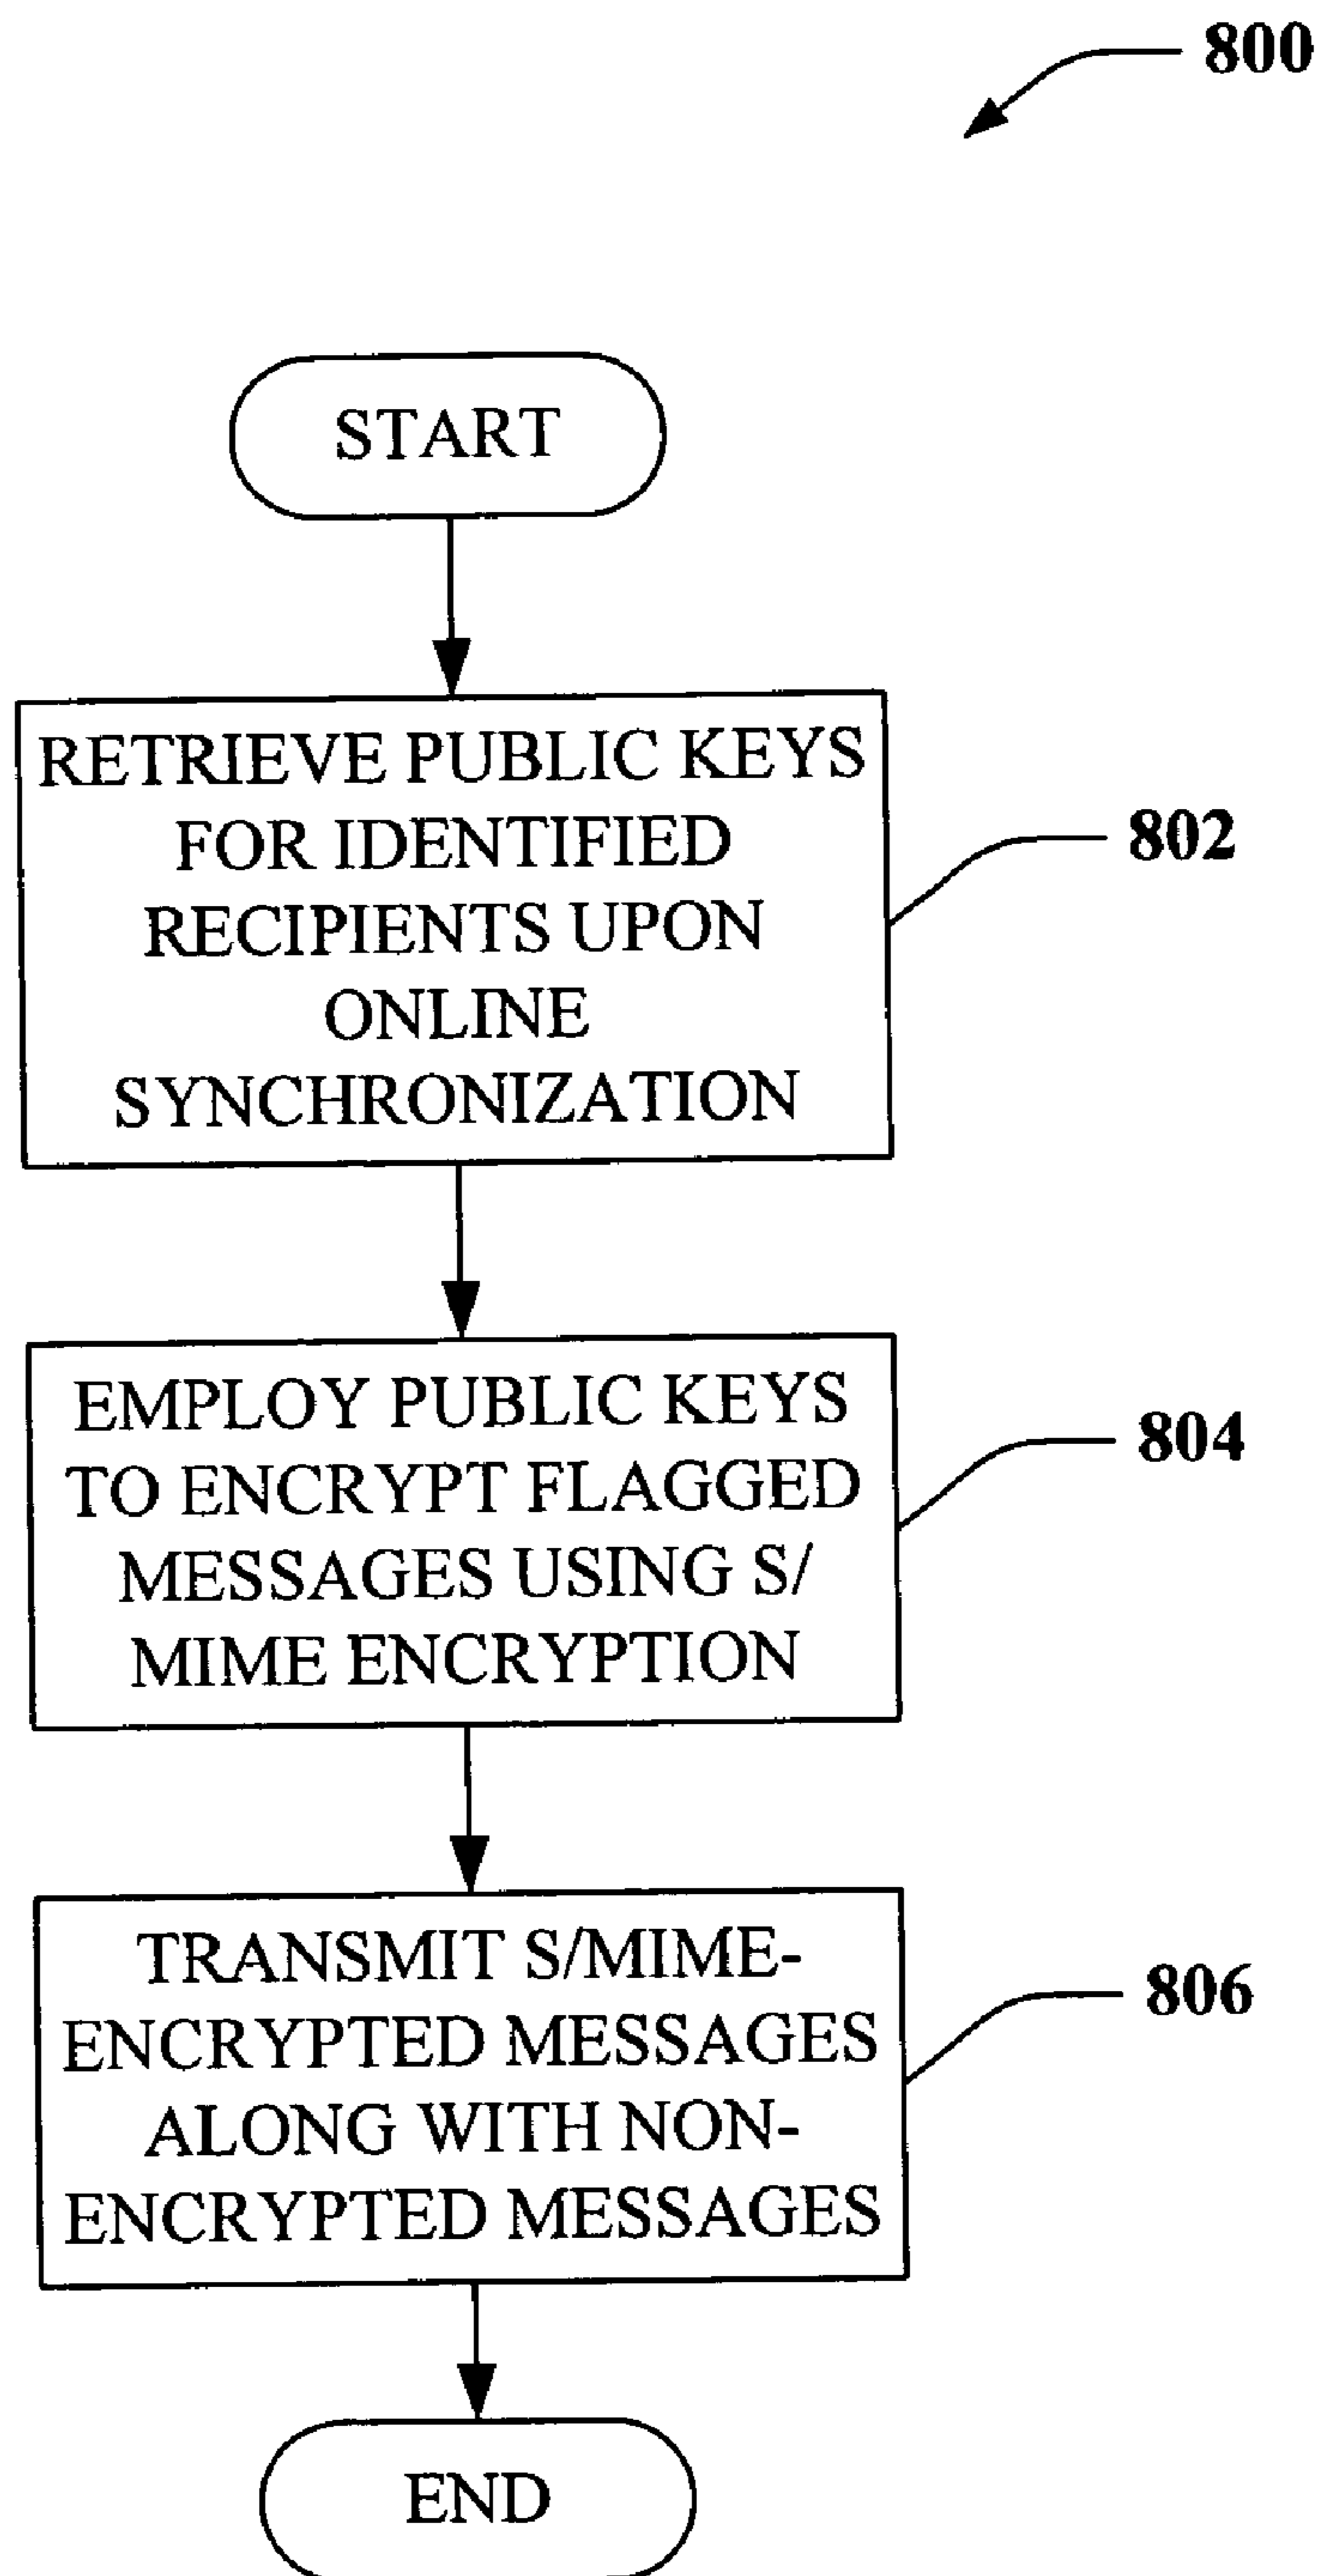 800
START
RETRIEVE PUBLIC KEYS
FOR IDENTIFIED
RECIPIENTS UPON
ONLINE
SYNCHRONIZATION
802
EMPLOY PUBLIC KEYS
TO ENCRYPT FLAGGED
MESSAGES USING S/
MIME ENCRYPTION
804
TRANSMIT S/MIME-
ENCRYPTED MESSAGES
ALONG WITH NON-
ENCRYPTED MESSAGES
806
END